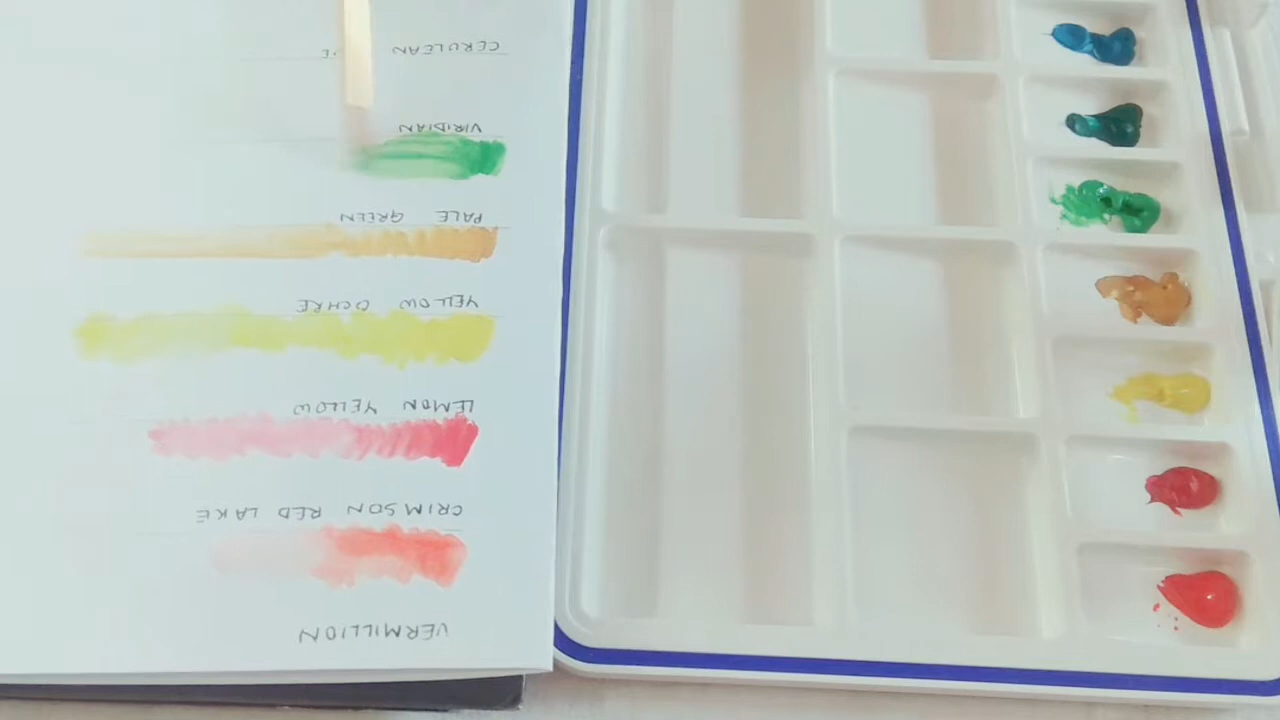 VERMILLION
CRIMSON RED LAKE
LEMON YELLOW
YELLOW OCHRE
PALE GREEN
VIRIDIAN
CERULEAN